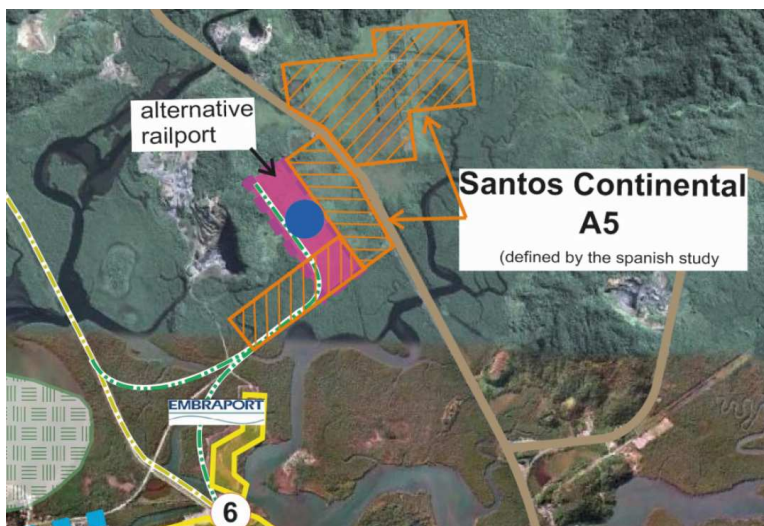 alternative
railport
Santos Continental
A5
(defined by the spanish study
EMBRAPORT
6